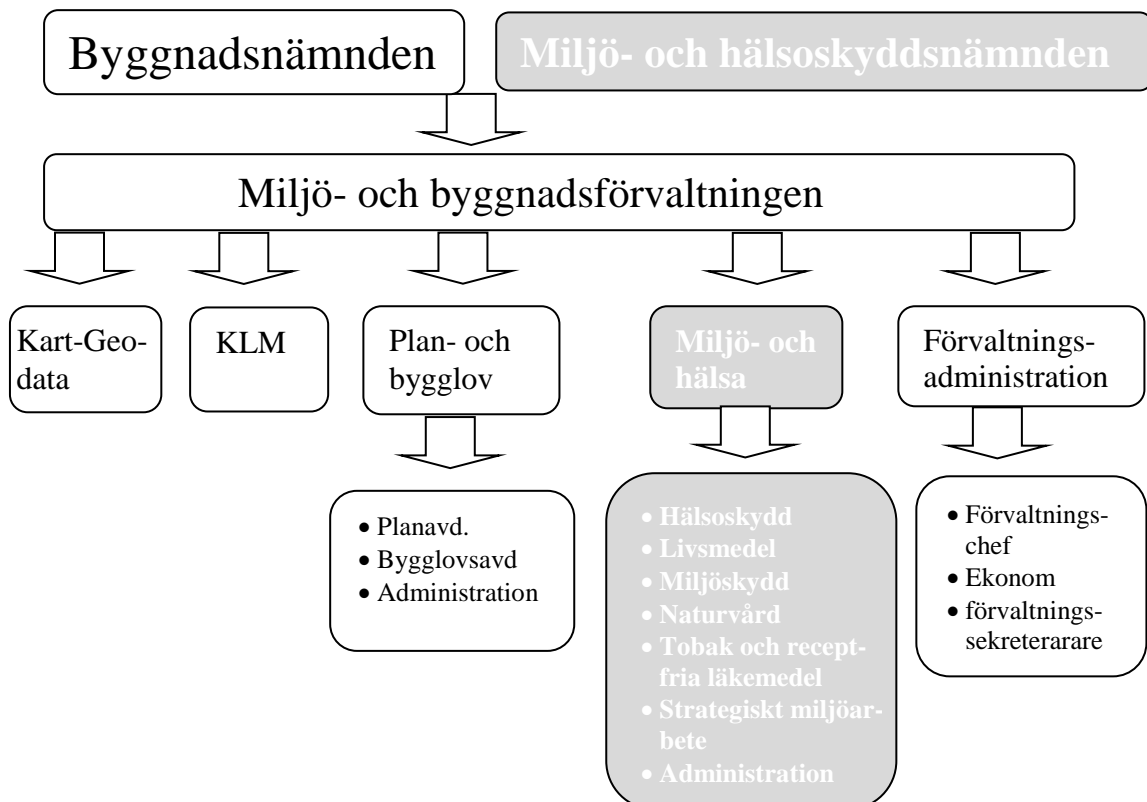 Byggnadsnämnden
Miljö- och hälsoskyddsnämnden
Miljö- och byggnadsförvaltningen
Kart-Geo-
data
KLM
Plan- och
bygglov
Miljö- och
hälsa
Förvaltnings-
administration
• Planavd.
• Bygglovsavd
• Administration
• Hälsoskydd
• Livsmedel
• Miljöskydd
• Naturvård
• Tobak och recept-
fria läkemedel
• Strategiskt miljöar-
bete
• Administration
• Förvaltnings-
chef
• Ekonom
• förvaltnings-
sekreterarare